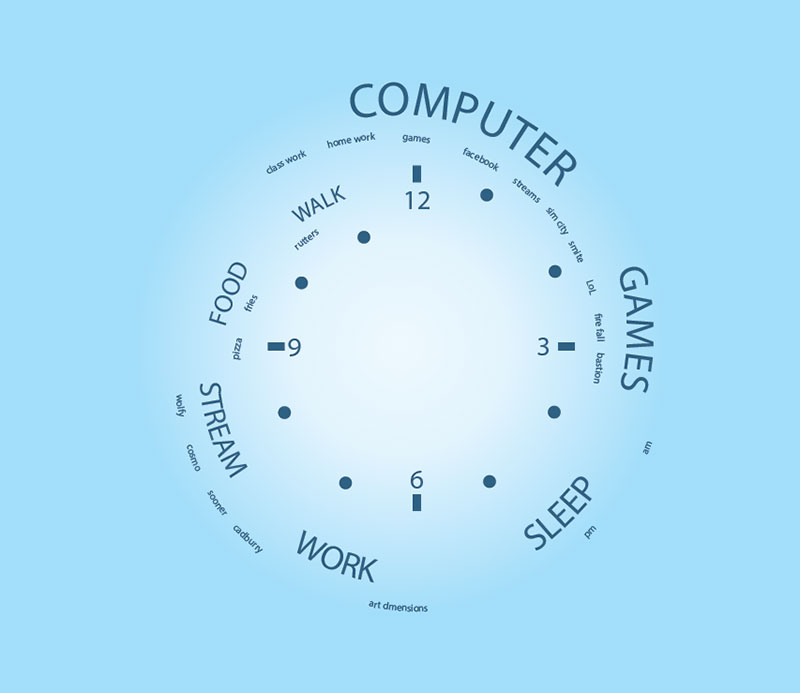 COMPUTER
class work
home work
games
facebook
streams
sim city
smite
LoL
fire fall
bastion
GAMES
am
SLEEP
pm
WORK
art dmensions
STREAM
wolfy
cosmo
sooner
cadburry
FOOD
pizza
fries
WALK
rutters
12
3
6
9